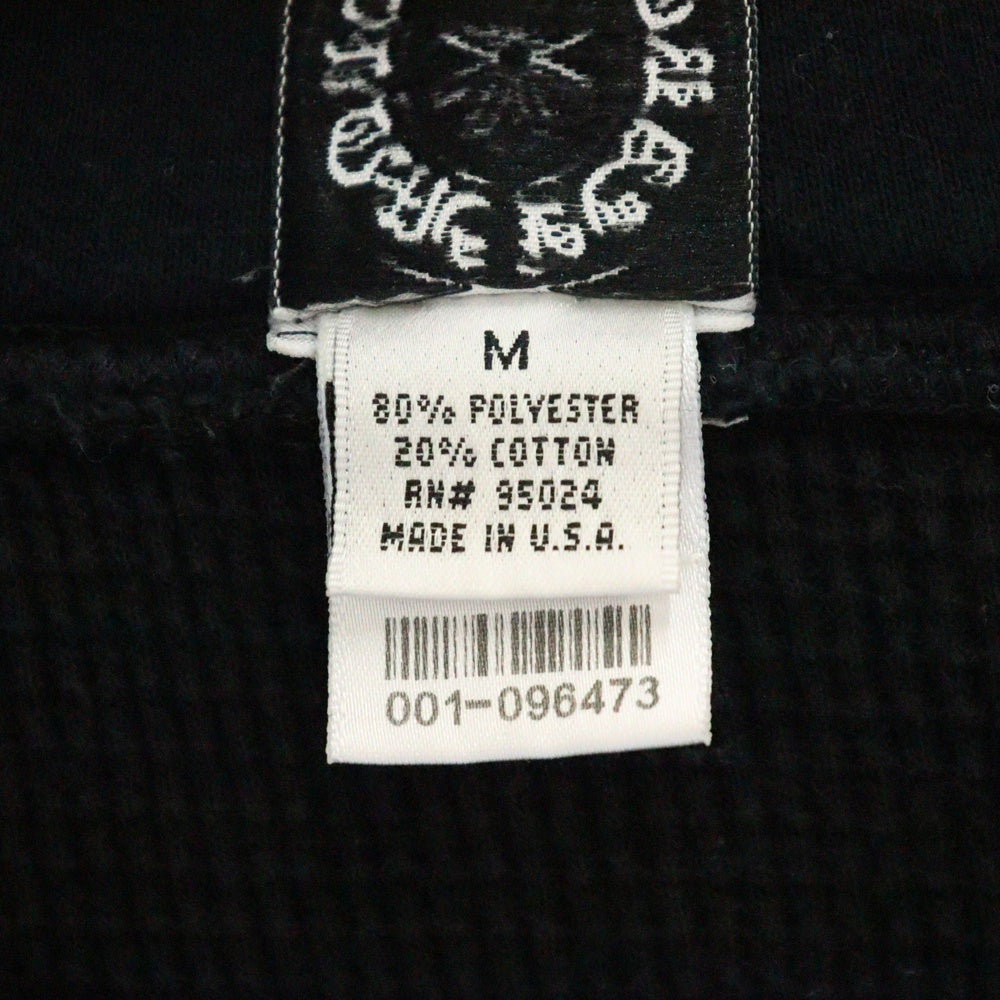 M
80% POLYESTER
20% COTTON
RN# 95024
MADE IN U.S.A.
001-096473